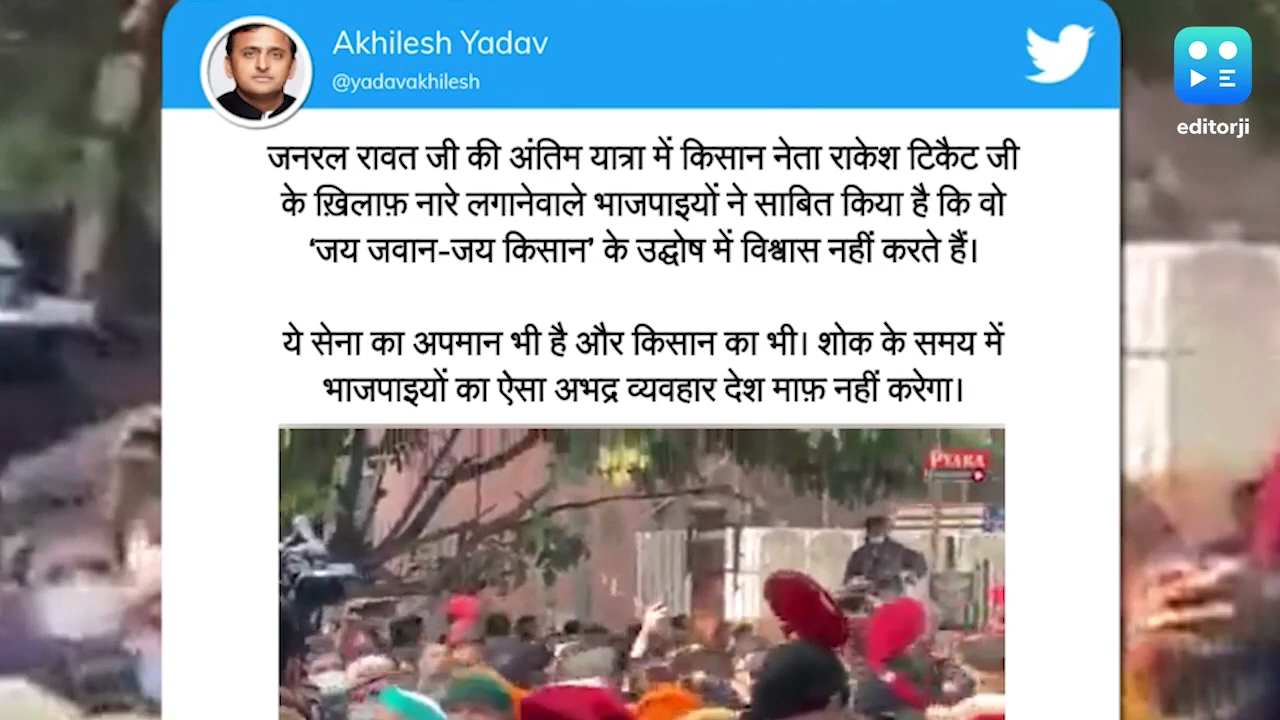 Akhilesh Yadav
@yadavakhilesh
editorji
जनरल रावत जी की अंतिम यात्रा में किसान नेता राकेश टिकैट जी
के ख़िलाफ़ नारे लगानेवाले भाजपाइयों ने साबित किया है कि वो
‘जय जवान-जय किसान’ के उद्घोष में विश्वास नहीं करते हैं।
ये सेना का अपमान भी है और किसान का भी। शोक के समय में
भाजपाइयों का ऐसा अभद्र व्यवहार देश माफ़ नहीं करेगा।
PYARA